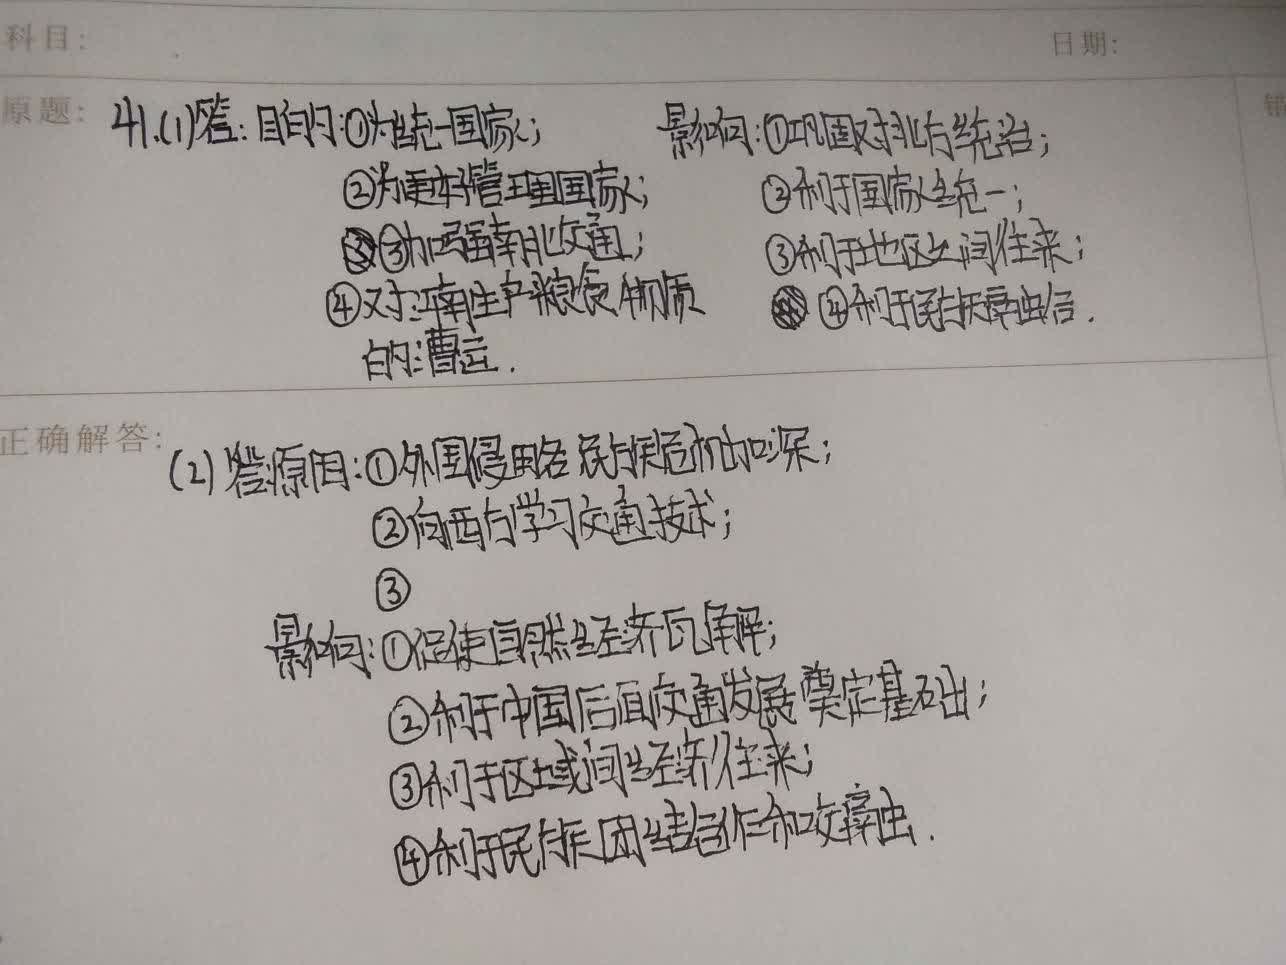 科目:
日期:
原题:
错
41.(1)答:目的:①为统一国家;
②为更好管理国家;
③加强南北交通;
④对江南生产粮食物质
的漕运.
影响:①巩固对北方统治;
②利于国家统一;
③利于地区之间往来;
④利于民族融合.
正确解答:
(2)答:原因:①外国侵略民族危机加深;
②向西方学习交通技术;
③
影响:①促使自然经济瓦解;
②利于中国后面交通发展奠定基础;
③利于区域间经济往来;
④利于民族团结合作和交融.